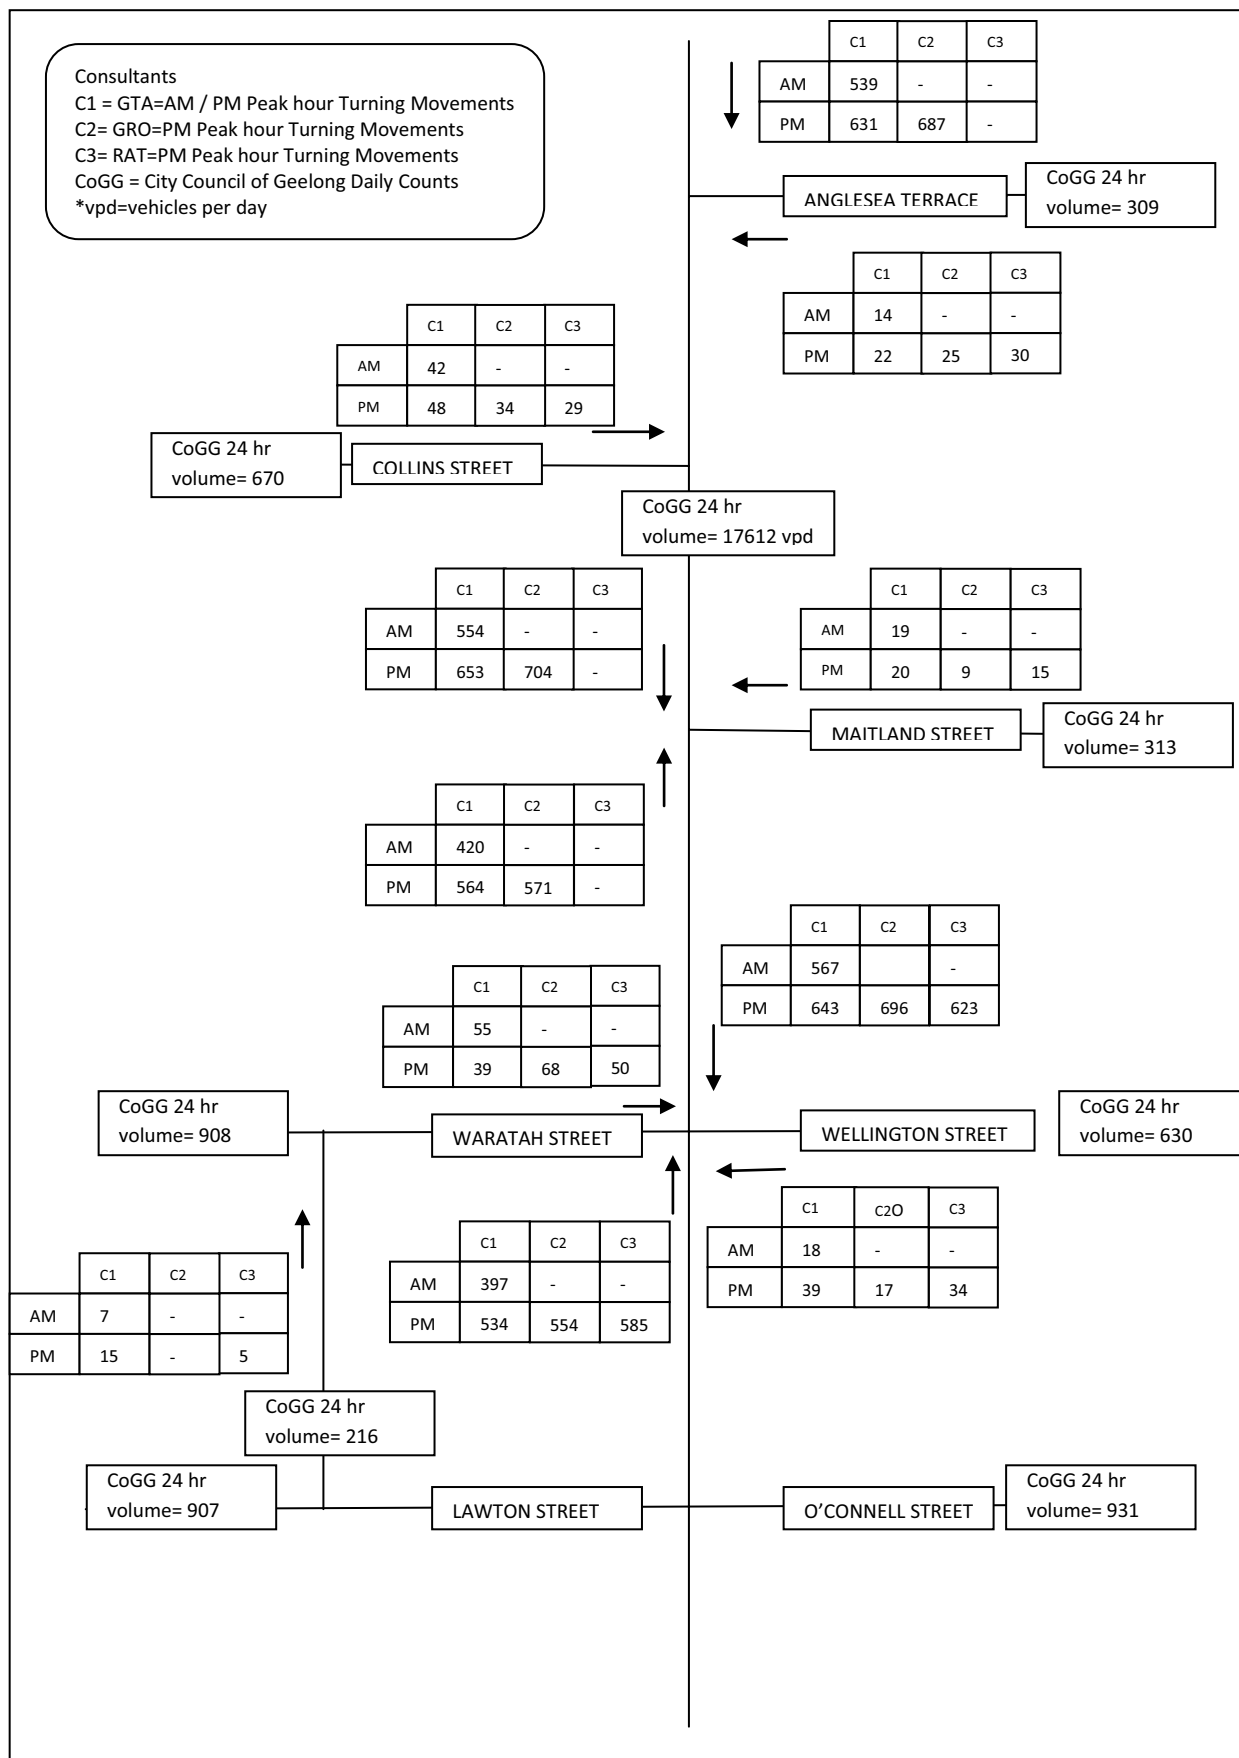 Consultants
C1 = GTA=AM / PM Peak hour Turning Movements
C2= GRO=PM Peak hour Turning Movements
C3= RAT=PM Peak hour Turning Movements
CoGG = City Council of Geelong Daily Counts
*vpd=vehicles per day
C1 C2 C3
AM 539 - -
PM 631 687 -
ANGLESEA TERRACE
CoGG 24 hr
volume= 309
C1 C2 C3
AM 14 - -
PM 22 25 30
C1 C2 C3
AM 42 - -
PM 48 34 29
CoGG 24 hr
volume= 670
COLLINS STREET
CoGG 24 hr
volume= 17612 vpd
C1 C2 C3
AM 554 - -
PM 653 704 -
C1 C2 C3
AM 19 - -
PM 20 9 15
MAITLAND STREET
CoGG 24 hr
volume= 313
C1 C2 C3
AM 420 - -
PM 564 571 -
C1 C2 C3
AM 567 -
PM 643 696 623
C1 C2 C3
AM 55 - -
PM 39 68 50
CoGG 24 hr
volume= 908
WARATAH STREET
WELLINGTON STREET
CoGG 24 hr
volume= 630
C1 C2O C3
AM 18 - -
PM 39 17 34
C1 C2 C3
AM 397 - -
PM 534 554 585
C1 C2 C3
AM 7 - -
PM 15 - 5
CoGG 24 hr
volume= 216
CoGG 24 hr
volume= 907
LAWTON STREET
O'CONNELL STREET
CoGG 24 hr
volume= 931